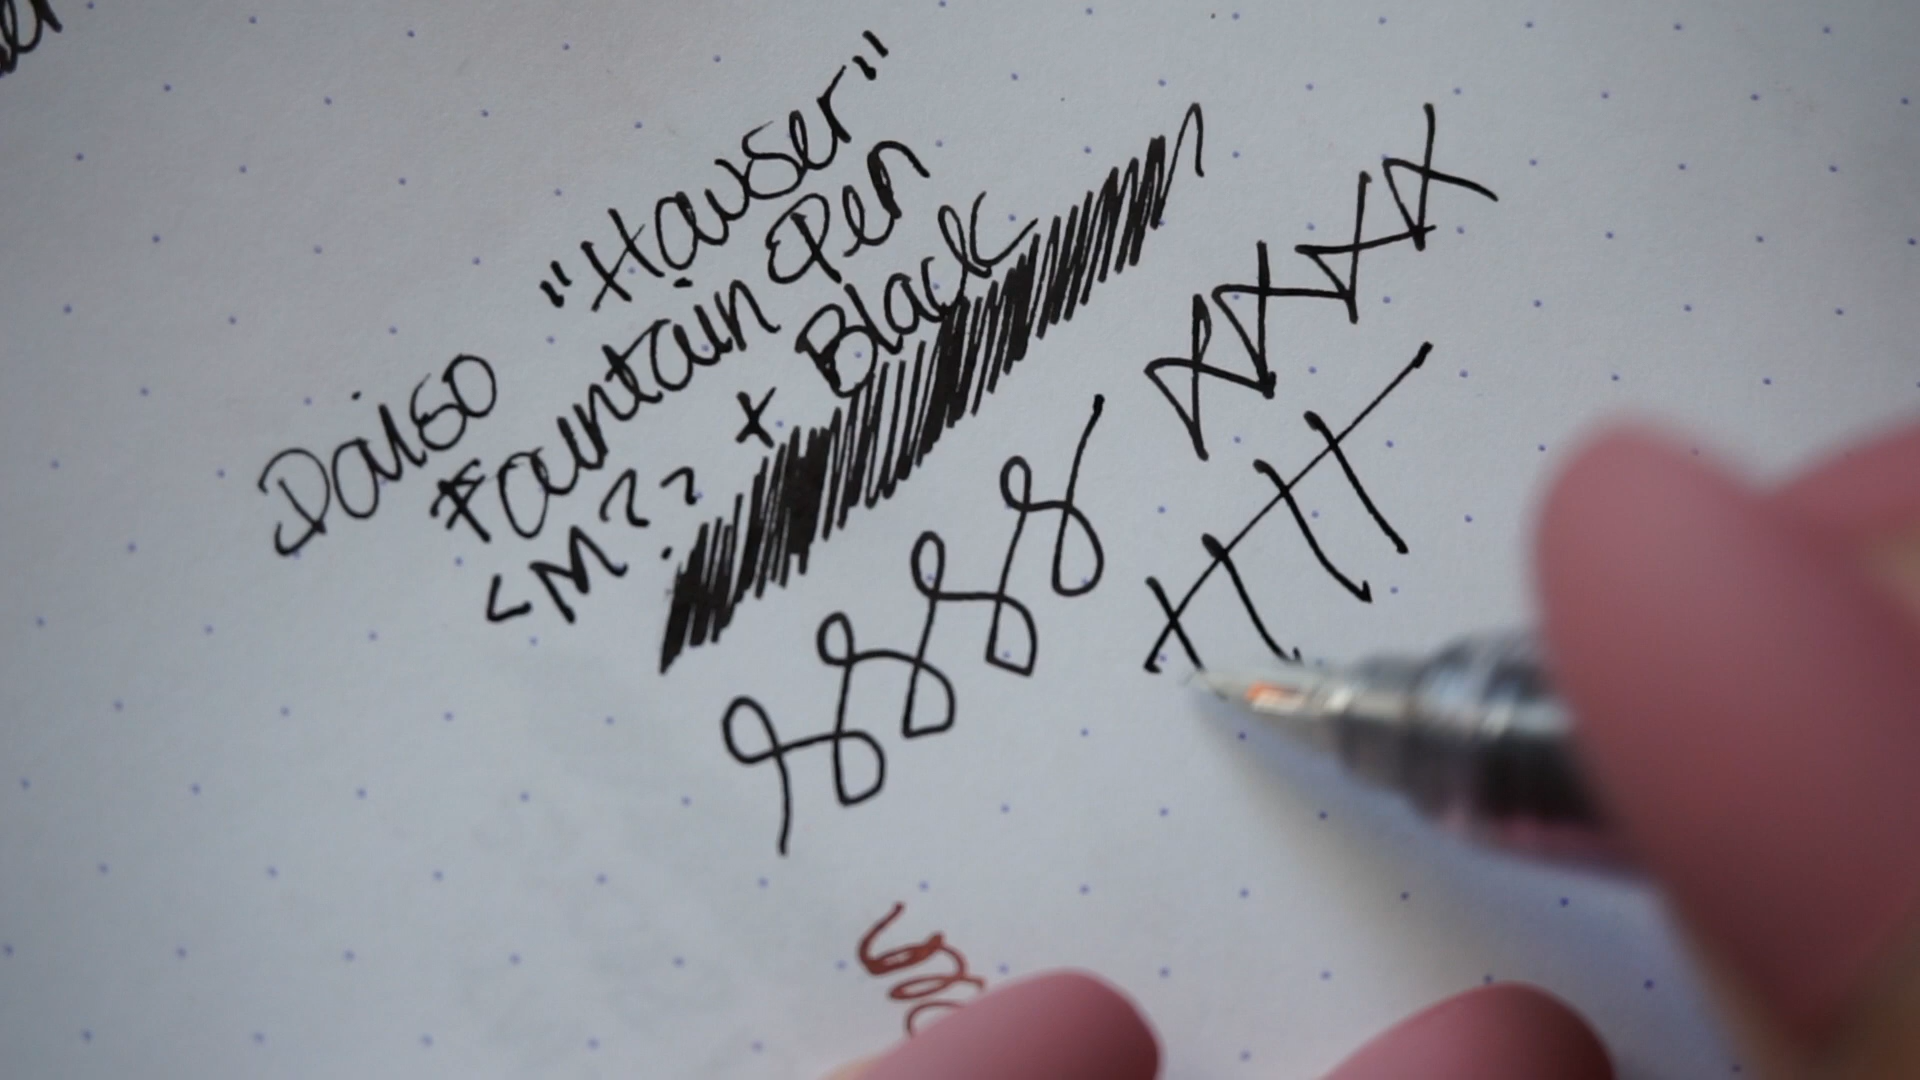 Daiso "Hauser"
Fountain Pen
<M?? + Black